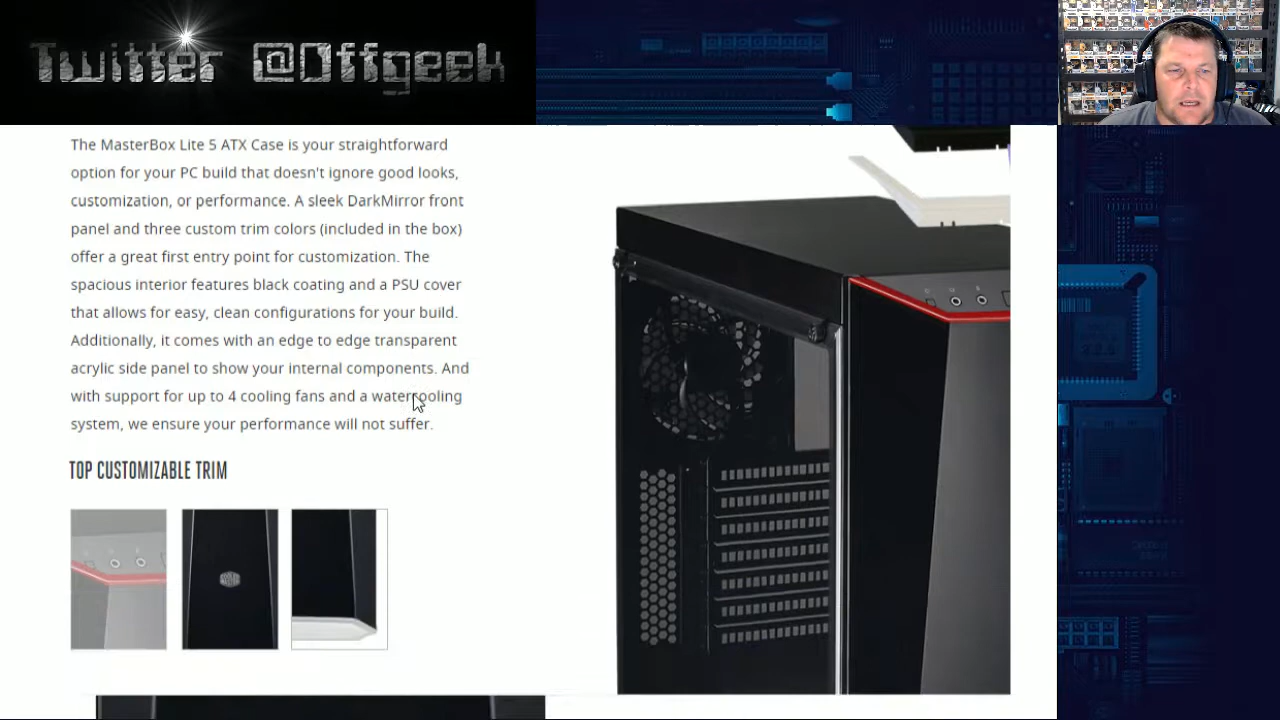 Twitter @Offgeek
The MasterBox Lite 5 ATX Case is your straightforward
option for your PC build that doesn't ignore good looks,
customization, or performance. A sleek DarkMirror front
panel and three custom trim colors (included in the box)
offer a great first entry point for customization. The
spacious interior features black coating and a PSU cover
that allows for easy, clean configurations for your build.
Additionally, it comes with an edge to edge transparent
acrylic side panel to show your internal components. And
with support for up to 4 cooling fans and a watercooling
system, we ensure your performance will not suffer.
TOP CUSTOMIZABLE TRIM